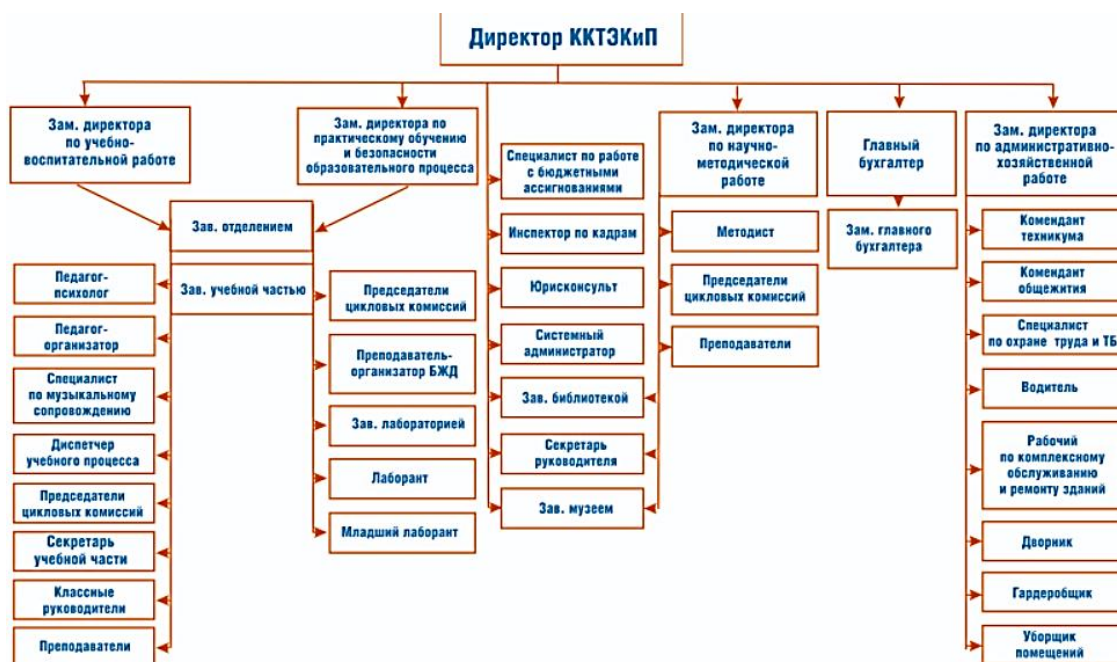 Директор ККТЭКиП
Зам. директора
по учебно-
воспитательной работе
Зам. директора по
практическому обучению
и безопасности
образовательного процесса
Специалист по работе
с бюджетными
ассигнованиями
Зам. директора
по научно-
методической
работе
Главный
бухгалтер
Зам. директора
по административно-
хозяйственной
работе
Зав. отделением
Зав. учебной частью
Педагог-
психолог
Педагог-
организатор
Специалист
по музыкальному
сопровождению
Диспетчер
учебного процесса
Председатели
цикловых комиссий
Секретарь
учебной части
Классные
руководители
Преподаватели
Председатели
цикловых комиссий
Преподаватель-
организатор БЖД
Зав. лабораторией
Лаборант
Младший лаборант
Инспектор по кадрам
Юрисконсульт
Системный
администратор
Зав. библиотекой
Секретарь
руководителя
Зав. музеем
Методист
Председатели
цикловых комиссий
Преподаватели
Зам. главного
бухгалтера
Комендант
техникума
Комендант
общежития
Специалист
по охране труда и ТБ
Водитель
Рабочий
по комплексному
обслуживанию
и ремонту зданий
Дворник
Гардеробщик
Уборщик
помещений